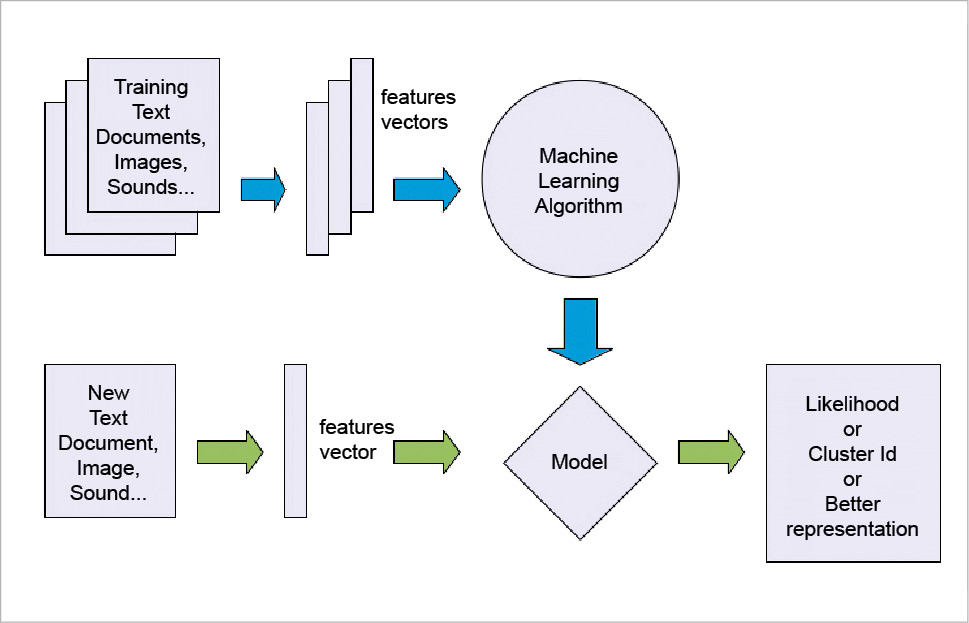 Training
Text
Documents,
Images,
Sounds...
features
vectors
Machine
Learning
Algorithm
New
Text
Document,
Image,
Sound...
features
vector
Model
Likelihood
or
Cluster Id
or
Better
representation